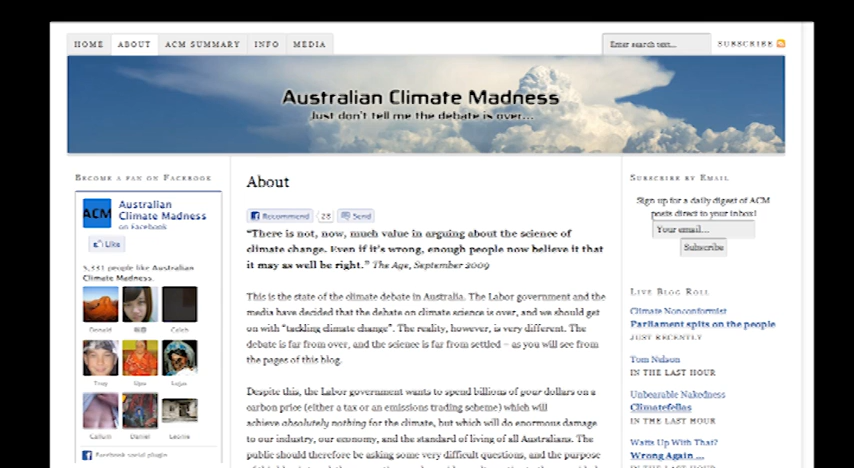 HOME ABOUT ACM SUMMARY INFO MEDIA
Enter search text...
SUBSCRIBE
Australian Climate Madness
Just don't tell me the debate is over...
BECOME A FAN ON FACEBOOK
ACM
Australian
Climate Madness
on Facebook
Like
5,331 people like Australian
Climate Madness.
Donald
Caleb
Troy
Callum
Daniel
Facebook social plugin
About
Recommend
28
Send
“There is not, now, much value in arguing about the science of
climate change. Even if it's wrong, enough people now believe it that
it may as well be right.” The Age, September 2009
This is the state of the climate debate in Australia. The Labor government and the
media have decided that the debate on climate science is over, and we should get
on with “tackling climate change”. The reality, however, is very different. The
debate is far from over, and the science is far from settled – as you will see from
the pages of this blog.
Despite this, the Labor government wants to spend billions of your dollars on a
carbon price (either a tax or an emissions trading scheme) which will
achieve absolutely nothing for the climate, but which will do enormous damage
to our industry, our economy, and the standard of living of all Australians. The
public should therefore be asking some very difficult questions, and the purpose
SUBSCRIBE BY EMAIL
Sign up for a daily digest of ACM
posts direct to your inbox!
Your email....
Subscribe
LIVE BLOG ROLL
Climate Nonconformist
Parliament spits on the people
JUST RECENTLY
Tom Nelson
IN THE LAST HOUR
Unbearable Nakedness
Climatefellas
IN THE LAST HOUR
Watts Up With That?
Wrong Again ...
IN THE LAST HOUR